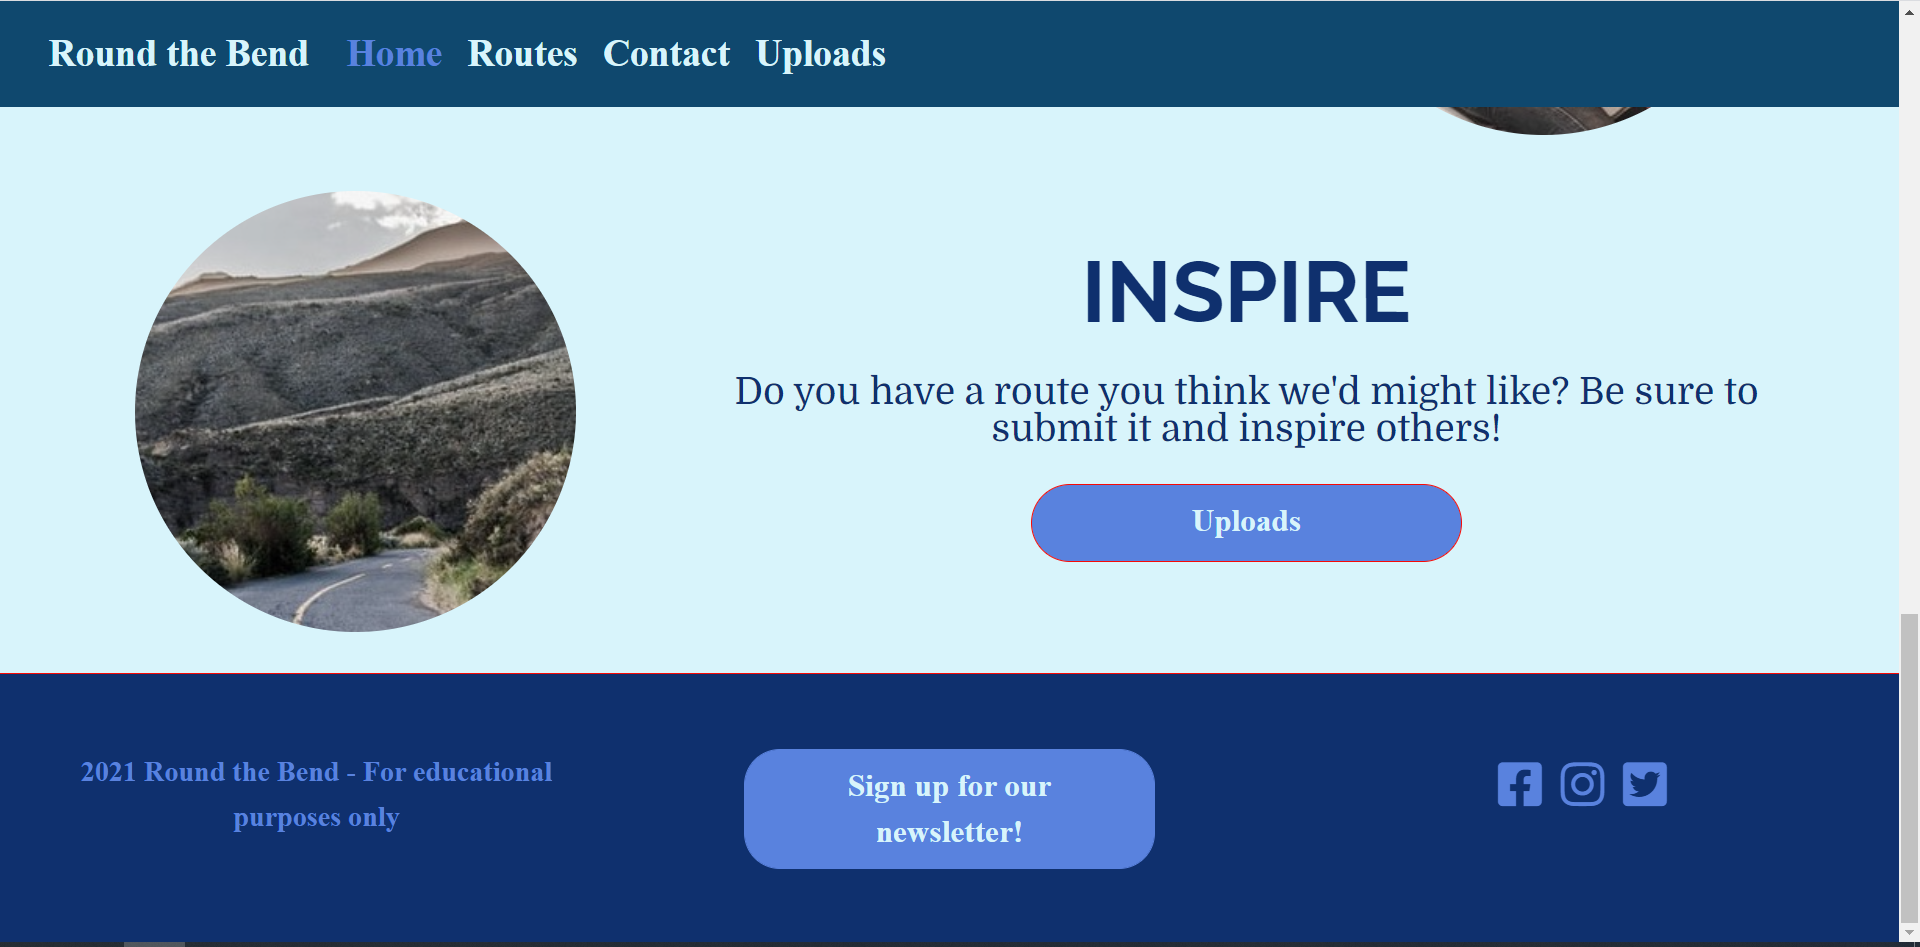 Round the Bend Home Routes Contact Uploads
INSPIRE
Do you have a route you think we'd might like? Be sure to
submit it and inspire others!
Uploads
2021 Round the Bend - For educational
purposes only
Sign up for our
newsletter!